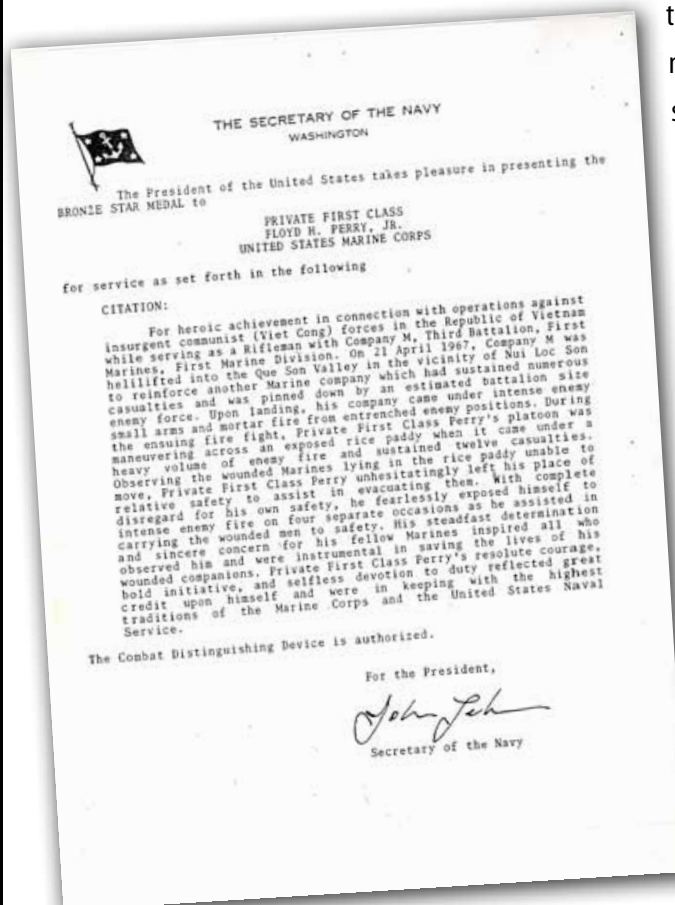 THE SECRETARY OF THE NAVY
WASHINGTON
The President of the United States takes pleasure in presenting the
BRONZE STAR MEDAL to
PRIVATE FIRST CLASS
FLOYD H. PERRY, JR.
UNITED STATES MARINE CORPS
for service as set forth in the following
CITATION:
For heroic achievement in connection with operations against
insurgent communist (Viet Cong) forces in the Republic of Vietnam
while serving as a Rifleman with Company M, Third Battalion, First
Marines, First Marine Division. On 21 April 1967, Company M was
helilifted into the Que Son Valley in the vicinity of Nui Loc Son
to reinforce another Marine company which had sustained numerous
casualties and was pinned down by an estimated battalion size
enemy force. Upon landing, his company came under intense enemy
small arms and mortar fire from entrenched enemy positions. During
the ensuing fire fight, Private First Class Perry's platoon was
maneuvering across an exposed rice paddy when it came under a
heavy volume of enemy fire and sustained twelve casualties.
Observing the wounded Marines lying in the rice paddy unable to
move, Private First Class Perry unhesitatingly left his place of
relative safety to assist in evacuating them. With complete
disregard for his own safety, he fearlessly exposed himself to
intense enemy fire on four separate occasions as he assisted in
carrying the wounded men to safety. His steadfast determination
and sincere concern for his fellow Marines inspired all who
observed him and were instrumental in saving the lives of his
wounded companions. Private First Class Perry's resolute courage,
bold initiative, and selfless devotion to duty reflected great
credit upon himself and were in keeping with the highest
traditions of the Marine Corps and the United States Naval
Service.
The Combat Distinguishing Device is authorized.
For the President,
Secretary of the Navy